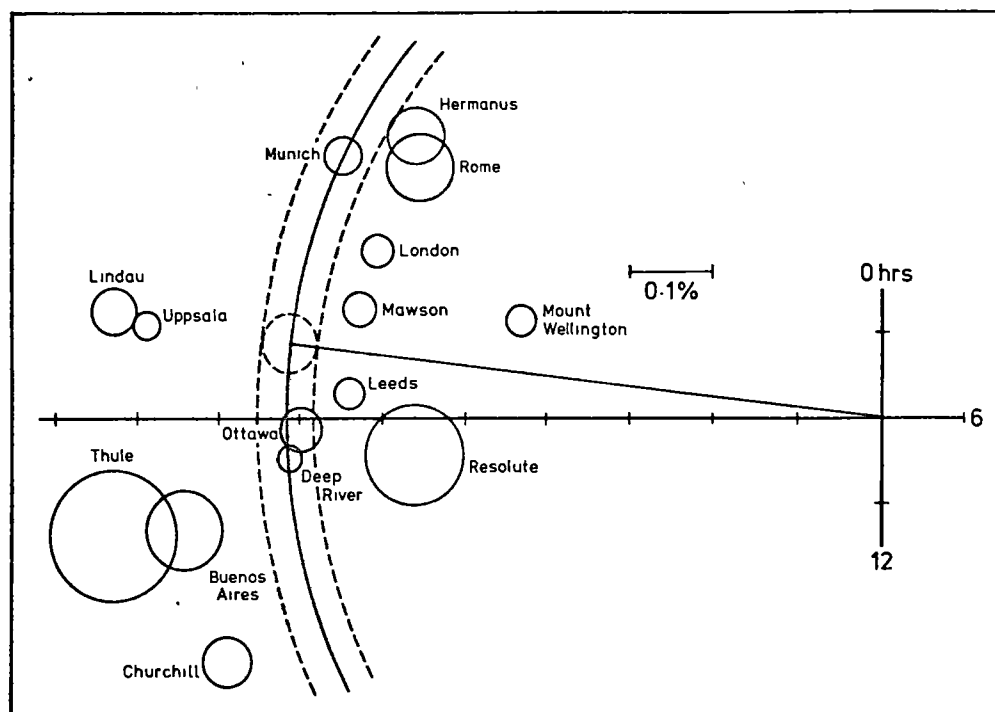 Hermanus
Munich
Rome
London
Lindau
Uppsala
Mawson
Mount
Wellington
0·1%
0 hrs
Leeds
6
Ottawa
Deep
River
Resolute
Thule
Buenos
Aires
12
Churchill